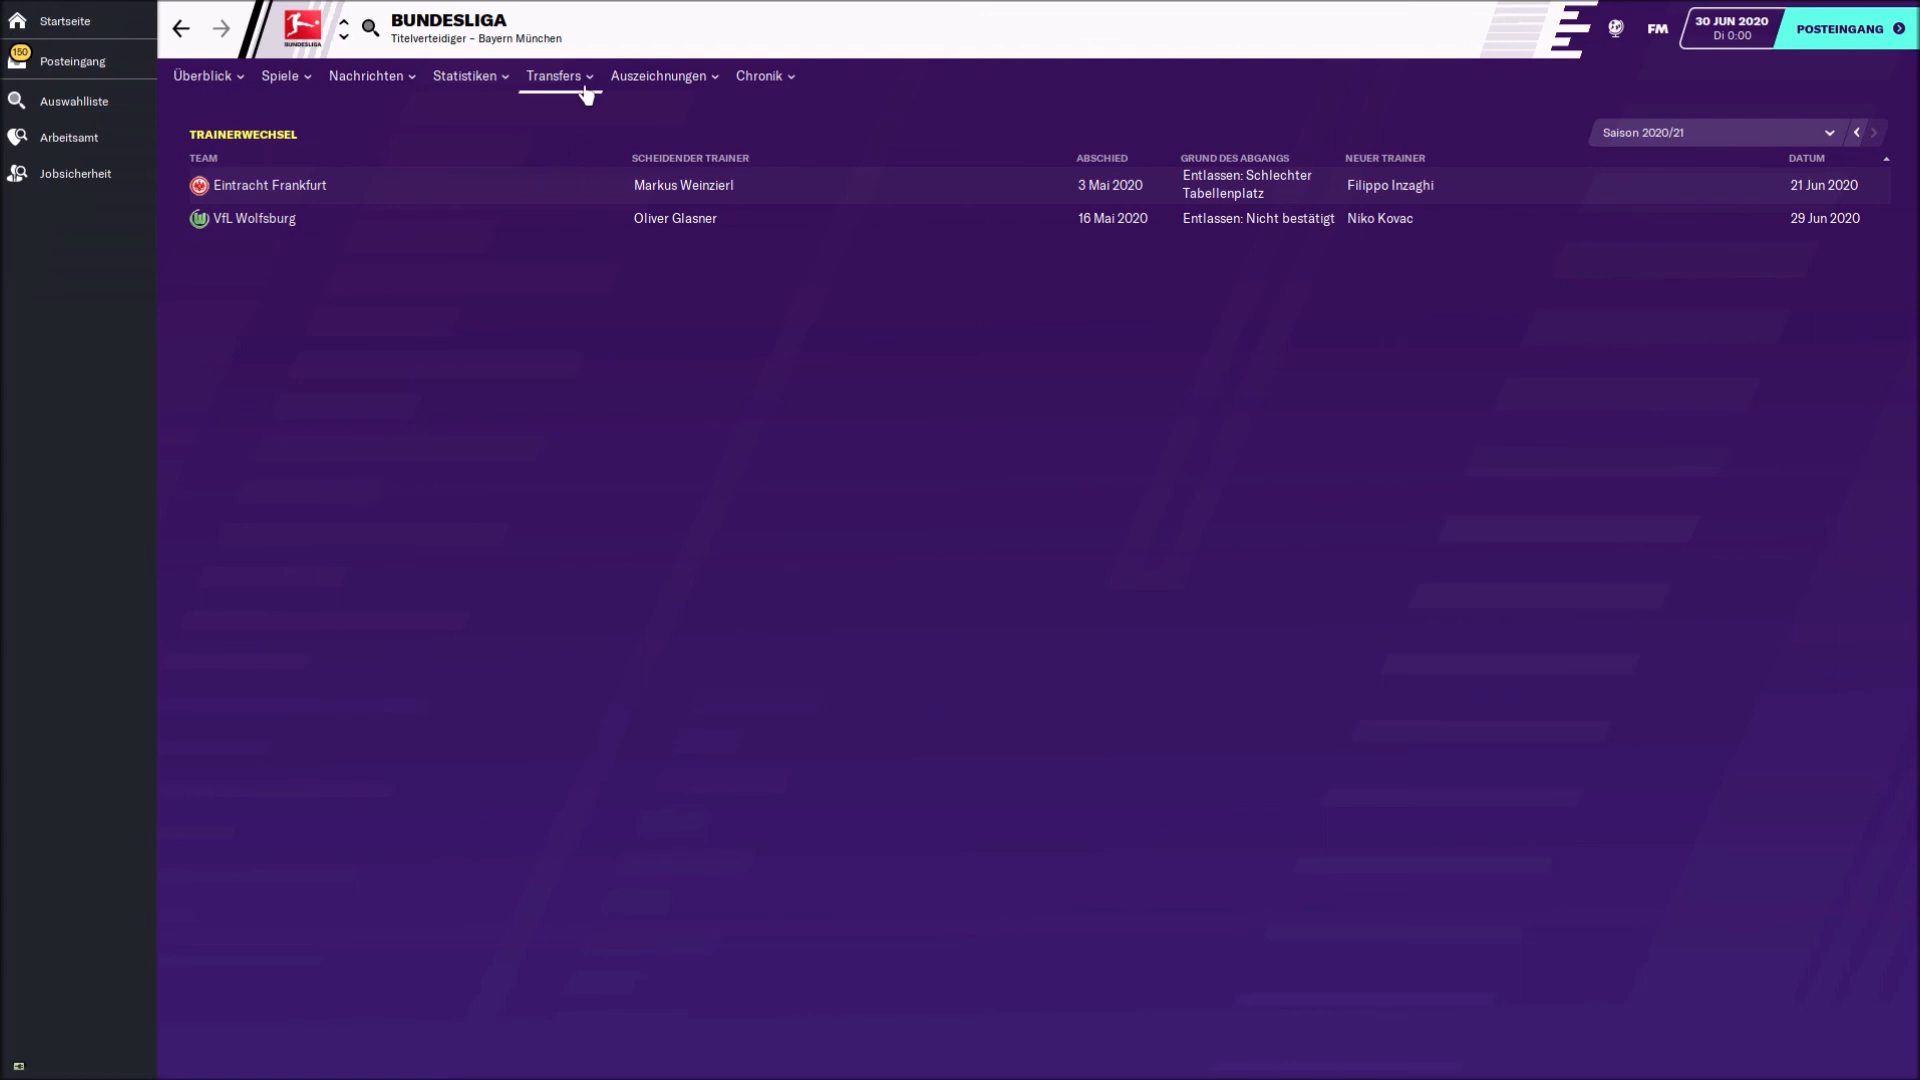 Startseite
150
Posteingang
Auswahlliste
Arbeitsamt
Jobsicherheit
BUNDESLIGA
BUNDESLIGA
Titelverteidiger – Bayern München
FM
30 JUN 2020
Di 0:00
POSTEINGANG
Überblick Spiele Nachrichten Statistiken Transfers Auszeichnungen Chronik
TRAINERWECHSEL
Saison 2020/21
TEAM SCHEIDENDER TRAINER ABSCHIED GRUND DES ABGANGS NEUER TRAINER DATUM
Eintracht Frankfurt Markus Weinzierl 3 Mai 2020 Entlassen: Schlechter Tabellenplatz Filippo Inzaghi 21 Jun 2020
VfL Wolfsburg Oliver Glasner 16 Mai 2020 Entlassen: Nicht bestätigt Niko Kovac 29 Jun 2020